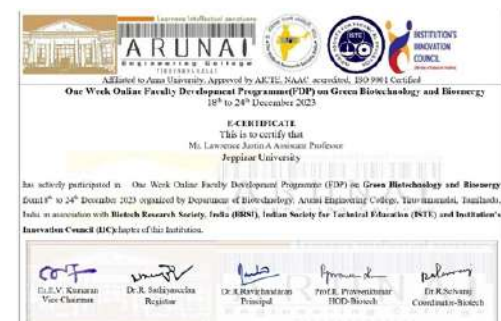 ARUNAI
Engineering College
TIRUVANNAMALAI
ISTE
INSTITUTION'S
INNOVATION
COUNCIL
Affiliated to Anna University, Approved by AICTE, NAAC accredited, ISO 9001 Certified
One Week Online Faculty Development Programme(FDP) on Green Biotechnology and Bioenergy
18th to 24th December 2023
E-CERTIFICATE
This is to certify that
Mr. Lawrence Justin A Assistant Professor
Jeppiar University
has actively participated in One Week Online Faculty Development Programme (FDP) on Green Biotechnology and Bioenergy
from18th to 24th December 2023 organized by Department of Biotechnology, Arunai Engineering College, Tiruvannamalai, Tamilnadu,
India in association with Biotech Research Society, India (BRSI), Indian Society for Technical Education (ISTE) and Institution's
Innovation Council (IIC)chapter of this Institution.
Er.E.V. Kumaran
Vice Chairman
Dr.R. Sathiyaseelan
Registrar
Dr.R.Ravichandaran
Principal
Prof.E. Praveenkumar
HOD-Biotech
Dr.R.Selvaraj
Coordinator-Biotech